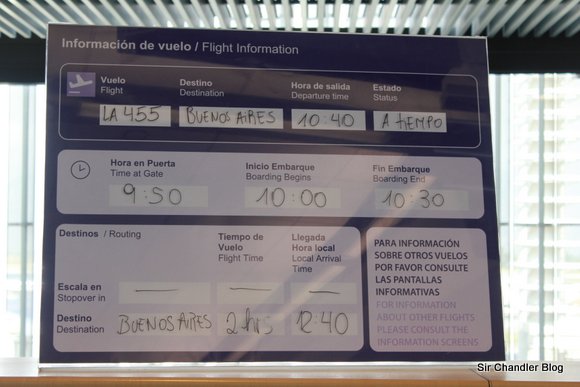 Información de vuelo / Flight Information
Vuelo Destino Hora de salida Estado
Flight Destination Departure time Status
LA 455 BUENOS AIRES 10:40 A TIEMPO
Hora en Puerta Inicio Embarque Fin Embarque
Time at Gate Boarding Begins Boarding End
9:50 10:00 10:30
Destinos / Routing
Tiempo de Vuelo
Flight Time
Llegada Hora local
Local Arrival Time
Escala en
Stopover in — — —
Destino
Destination BUENOS AIRES 2 hrs 12:40
PARA INFORMACIÓN
SOBRE OTROS VUELOS
POR FAVOR CONSULTE
LAS PANTALLAS
INFORMATIVAS
FOR INFORMATION
ABOUT OTHER FLIGHTS
PLEASE CONSULT THE
INFORMATION SCREENS
Sir Chandler Blog